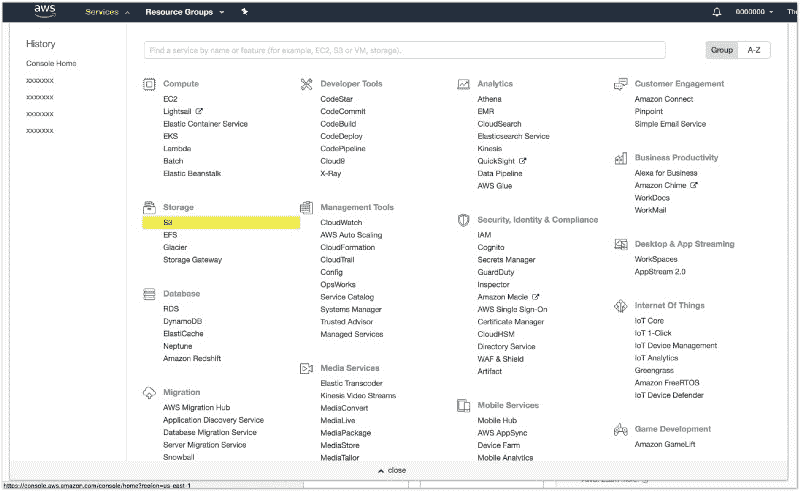 aws
Services
Resource Groups
0000000
The
History
Console Home
xxxxxxx
xxxxxxx
xxxxxxx
xxxxxxx
Find a service by name or feature (for example, EC2, S3 or VM, storage).
Group
A-Z
Compute
EC2
Lightsail
Elastic Container Service
EKS
Lambda
Batch
Elastic Beanstalk
Storage
S3
EFS
Glacier
Storage Gateway
Database
RDS
DynamoDB
ElastiCache
Neptune
Amazon Redshift
Migration
AWS Migration Hub
Application Discovery Service
Database Migration Service
Server Migration Service
Snowball
Developer Tools
CodeStar
CodeCommit
CodeBuild
CodeDeploy
CodePipeline
Cloud9
X-Ray
Management Tools
CloudWatch
AWS Auto Scaling
CloudFormation
CloudTrail
Config
OpsWorks
Service Catalog
Systems Manager
Trusted Advisor
Managed Services
Media Services
Elastic Transcoder
Kinesis Video Streams
MediaConvert
MediaLive
MediaPackage
MediaStore
MediaTailor
Analytics
Athena
EMR
CloudSearch
Elasticsearch Service
Kinesis
QuickSight
Data Pipeline
AWS Glue
Security, Identity & Compliance
IAM
Cognito
Secrets Manager
GuardDuty
Inspector
Amazon Macie
AWS Single Sign-On
Certificate Manager
CloudHSM
Directory Service
WAF & Shield
Artifact
Mobile Services
Mobile Hub
AWS AppSync
Device Farm
Mobile Analytics
Customer Engagement
Amazon Connect
Pinpoint
Simple Email Service
Business Productivity
Alexa for Business
Amazon Chime
WorkDocs
WorkMail
Desktop & App Streaming
WorkSpaces
AppStream 2.0
Internet Of Things
IoT Core
IoT 1-Click
IoT Device Management
IoT Analytics
Greengrass
Amazon FreeRTOS
IoT Device Defender
Game Development
Amazon GameLift
close
https://console.aws.amazon.com/console/home?region=us-east-1